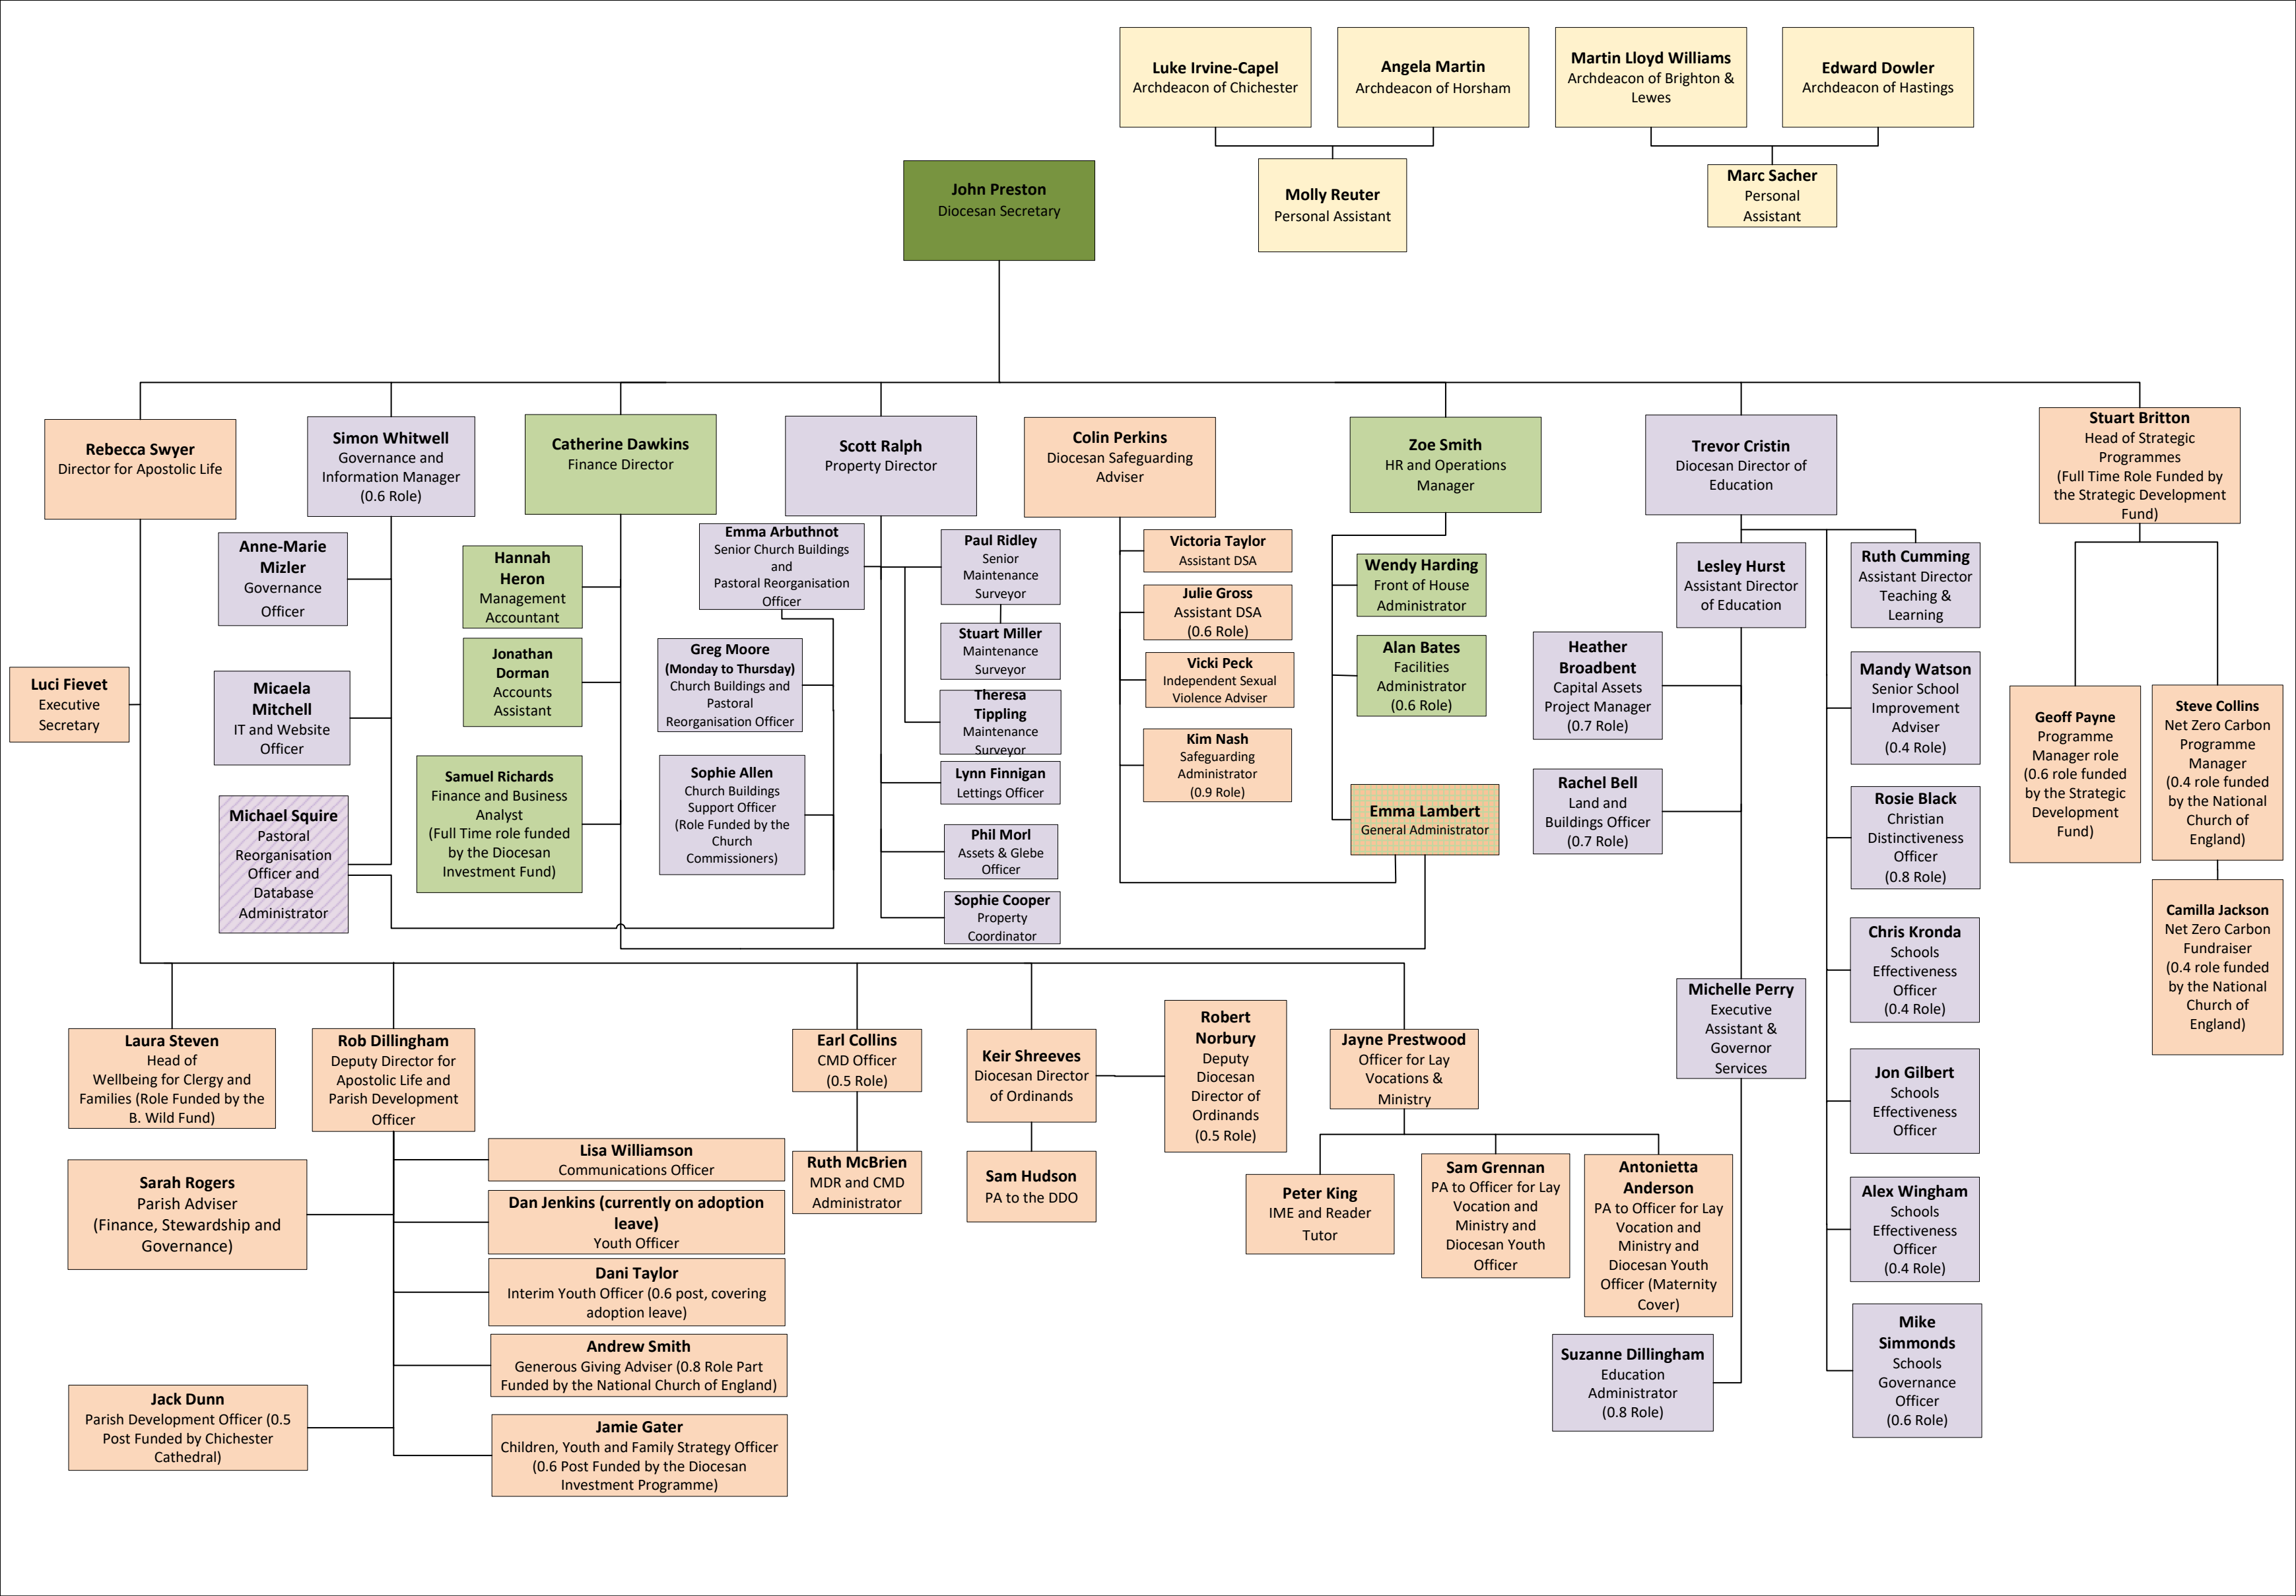 Luke Irvine-Capel
Archdeacon of Chichester
Angela Martin
Archdeacon of Horsham
Martin Lloyd Williams
Archdeacon of Brighton &
Lewes
Edward Dowler
Archdeacon of Hastings
Molly Reuter
Personal Assistant
Marc Sacher
Personal
Assistant
John Preston
Diocesan Secretary
Rebecca Swyer
Director for Apostolic Life
Simon Whitwell
Governance and
Information Manager
(0.6 Role)
Catherine Dawkins
Finance Director
Scott Ralph
Property Director
Colin Perkins
Diocesan Safeguarding
Adviser
Zoe Smith
HR and Operations
Manager
Trevor Cristin
Diocesan Director of
Education
Stuart Britton
Head of Strategic
Programmes
(Full Time Role Funded by
the Strategic Development
Fund)
Luci Fievet
Executive
Secretary
Anne-Marie
Mizler
Governance
Officer
Micaela
Mitchell
IT and Website
Officer
Michael Squire
Pastoral
Reorganisation
Officer and
Database
Administrator
Hannah
Heron
Management
Accountant
Jonathan
Dorman
Accounts
Assistant
Samuel Richards
Finance and Business
Analyst
(Full Time role funded
by the Diocesan
Investment Fund)
Emma Arbuthnot
Senior Church Buildings
and
Pastoral Reorganisation
Officer
Greg Moore
(Monday to Thursday)
Church Buildings and
Pastoral
Reorganisation Officer
Sophie Allen
Church Buildings
Support Officer
(Role Funded by the
Church
Commissioners)
Paul Ridley
Senior
Maintenance
Surveyor
Stuart Miller
Maintenance
Surveyor
Theresa
Tippling
Maintenance
Surveyor
Lynn Finnigan
Lettings Officer
Phil Morl
Assets & Glebe
Officer
Sophie Cooper
Property
Coordinator
Victoria Taylor
Assistant DSA
Julie Gross
Assistant DSA
(0.6 Role)
Vicki Peck
Independent Sexual
Violence Adviser
Kim Nash
Safeguarding
Administrator
(0.9 Role)
Wendy Harding
Front of House
Administrator
Alan Bates
Facilities
Administrator
(0.6 Role)
Emma Lambert
General Administrator
Lesley Hurst
Assistant Director
of Education
Heather
Broadbent
Capital Assets
Project Manager
(0.7 Role)
Rachel Bell
Land and
Buildings Officer
(0.7 Role)
Michelle Perry
Executive
Assistant &
Governor
Services
Suzanne Dillingham
Education
Administrator
(0.8 Role)
Ruth Cumming
Assistant Director
Teaching &
Learning
Mandy Watson
Senior School
Improvement
Adviser
(0.4 Role)
Rosie Black
Christian
Distinctiveness
Officer
(0.8 Role)
Chris Kronda
Schools
Effectiveness
Officer
(0.4 Role)
Jon Gilbert
Schools
Effectiveness
Officer
Alex Wingham
Schools
Effectiveness
Officer
(0.4 Role)
Mike
Simmonds
Schools
Governance
Officer
(0.6 Role)
Geoff Payne
Programme
Manager role
(0.6 role funded
by the Strategic
Development
Fund)
Steve Collins
Net Zero Carbon
Programme
Manager
(0.4 role funded
by the National
Church of
England)
Camilla Jackson
Net Zero Carbon
Fundraiser
(0.4 role funded
by the National
Church of
England)
Laura Steven
Head of
Wellbeing for Clergy and
Families (Role Funded by the
B. Wild Fund)
Rob Dillingham
Deputy Director for
Apostolic Life and
Parish Development
Officer
Earl Collins
CMD Officer
(0.5 Role)
Keir Shreeves
Diocesan Director
of Ordinands
Robert
Norbury
Deputy
Diocesan
Director of
Ordinands
(0.5 Role)
Jayne Prestwood
Officer for Lay
Vocations &
Ministry
Sarah Rogers
Parish Adviser
(Finance, Stewardship and
Governance)
Jack Dunn
Parish Development Officer (0.5
Post Funded by Chichester
Cathedral)
Lisa Williamson
Communications Officer
Dan Jenkins (currently on adoption
leave)
Youth Officer
Dani Taylor
Interim Youth Officer (0.6 post, covering
adoption leave)
Andrew Smith
Generous Giving Adviser (0.8 Role Part
Funded by the National Church of England)
Jamie Gater
Children, Youth and Family Strategy Officer
(0.6 Post Funded by the Diocesan
Investment Programme)
Ruth McBrien
MDR and CMD
Administrator
Sam Hudson
PA to the DDO
Peter King
IME and Reader
Tutor
Sam Grennan
PA to Officer for Lay
Vocation and
Ministry and
Diocesan Youth
Officer
Antonietta
Anderson
PA to Officer for Lay
Vocation and
Ministry and
Diocesan Youth
Officer (Maternity
Cover)